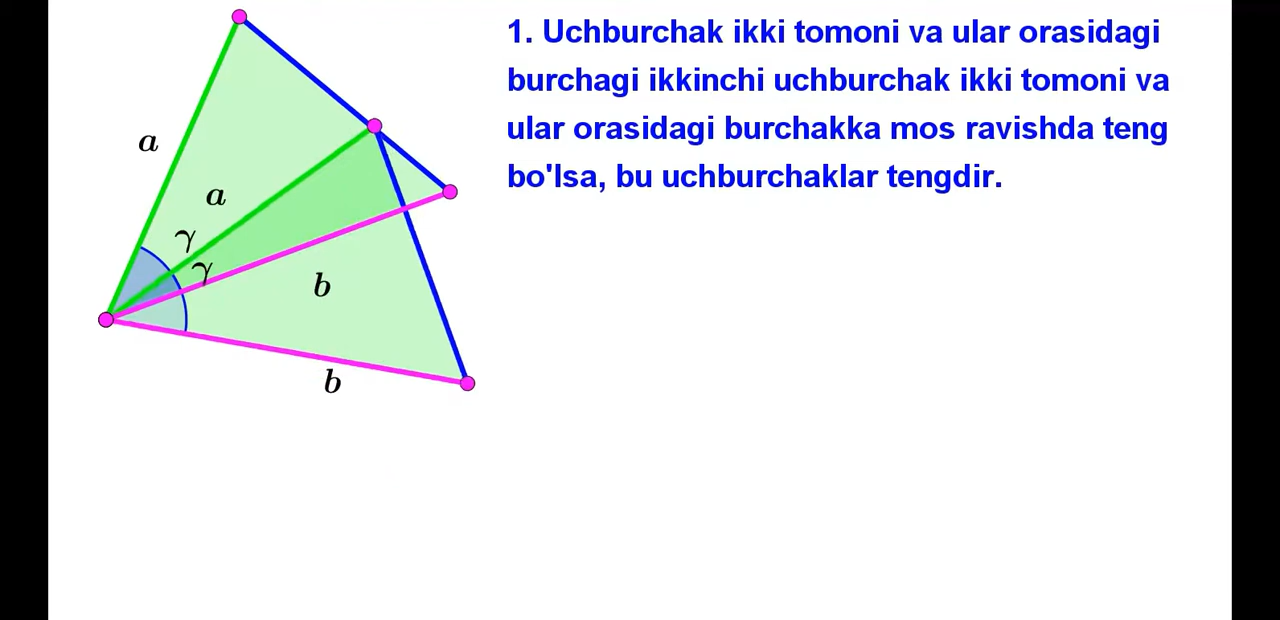 1. Uchburchak ikki tomoni va ular orasidagi
burchagi ikkinchi uchburchak ikki tomoni va
ular orasidagi burchakka mos ravishda teng
bo'lsa, bu uchburchaklar tengdir.
a
a
γ
γ
b
b